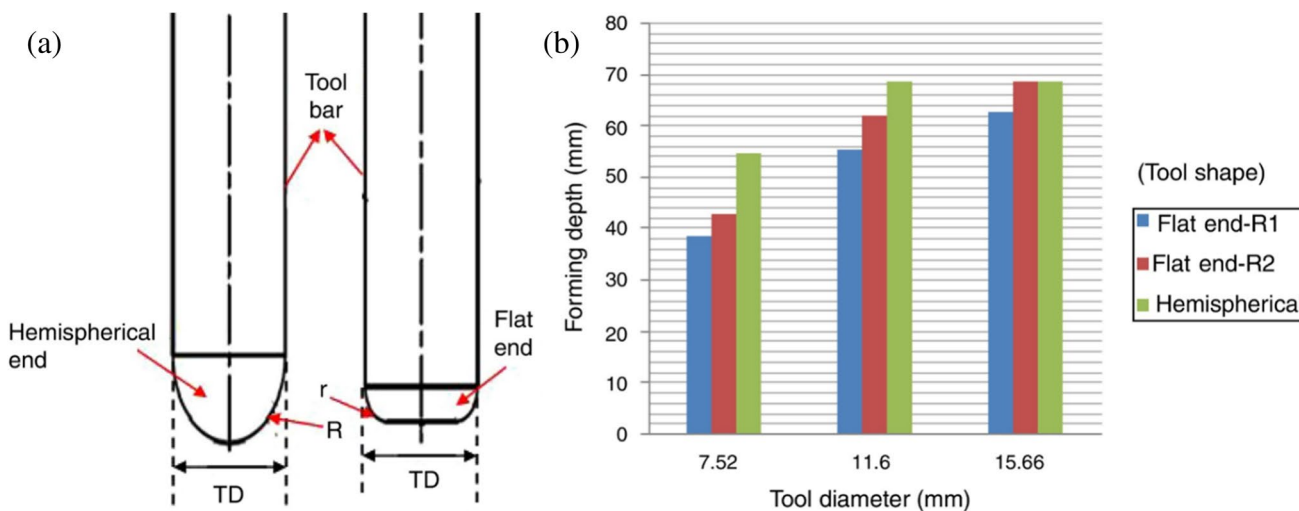 (a)
Tool
bar
Hemispherical
end
Flat
end
r
R
TD
TD
(b)
80
70
60
50
40
30
20
10
0
Forming depth (mm)
7.52
11.6
15.66
Tool diameter (mm)
(Tool shape)
Flat end-R1
Flat end-R2
Hemispherica